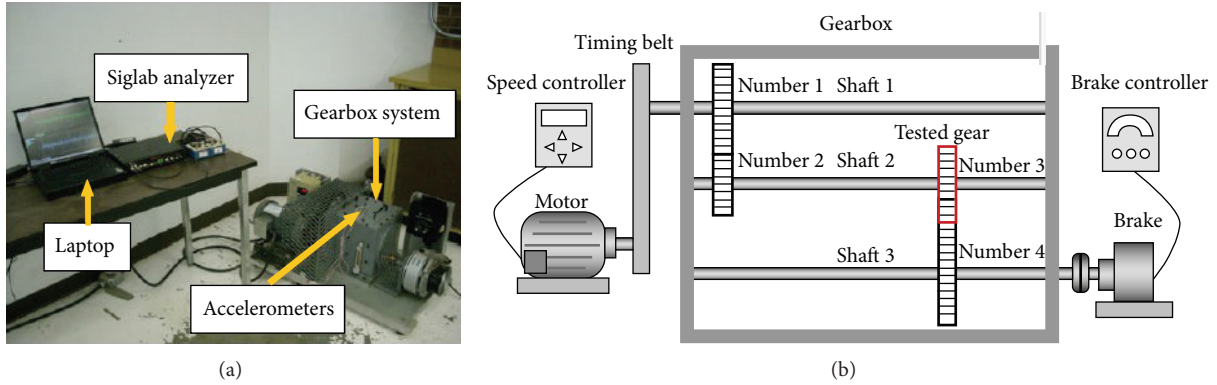 Siglab analyzer
Gearbox system
Laptop
Accelerometers
(a)
Gearbox
Timing belt
Speed controller
Number 1 Shaft 1
Brake controller
Tested gear
Number 2 Shaft 2
Number 3
Motor
Brake
Shaft 3
Number 4
(b)